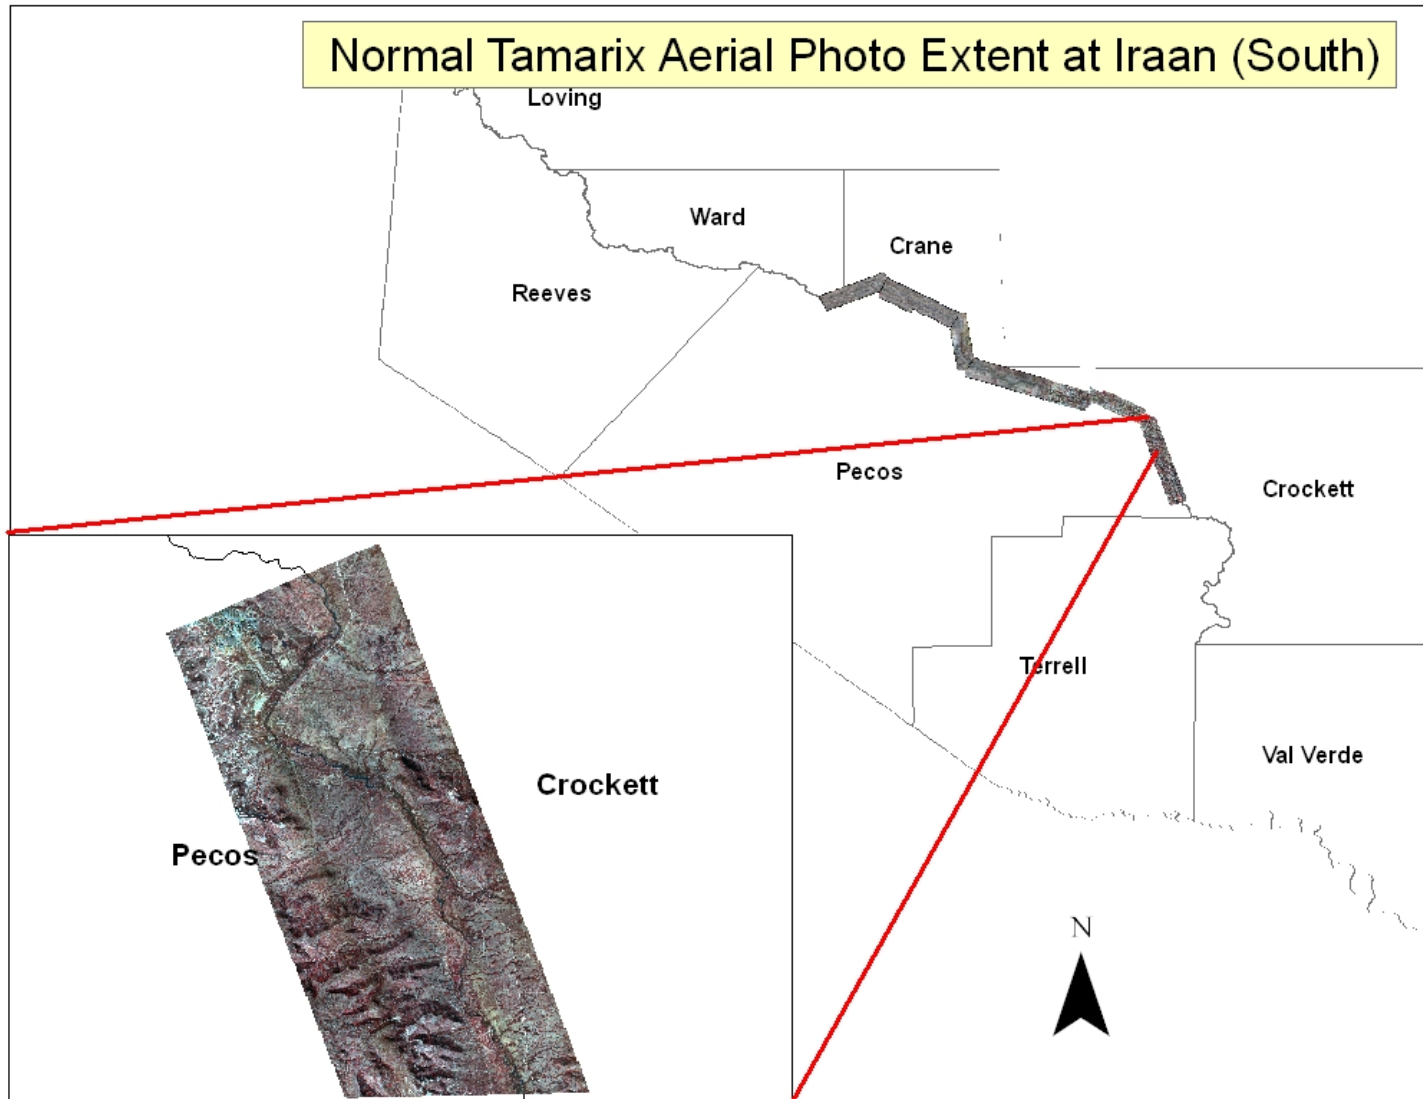 Normal Tamarix Aerial Photo Extent at Iraan (South)
Loving
Ward
Crane
Reeves
Pecos
Crockett
Terrell
Val Verde
Crockett
Pecos
N